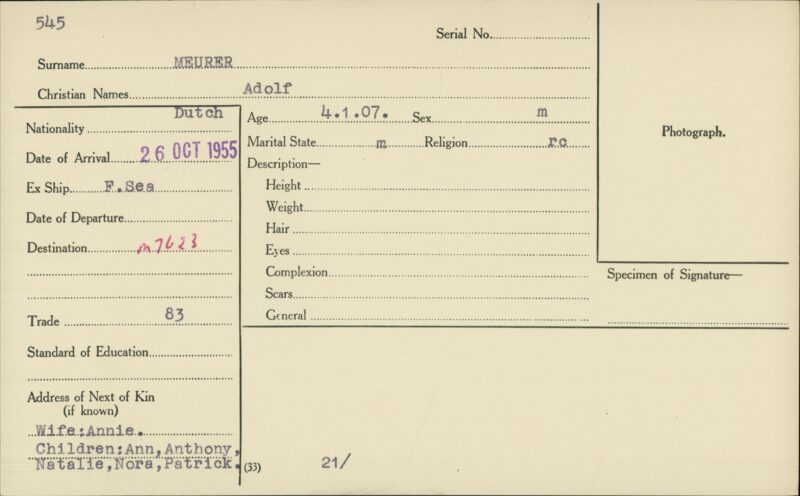 545
Serial No.
Surname MEURER
Christian Names Adolf
Nationality Dutch
Date of Arrival 26 OCT 1955
Ex Ship F.Sea
Date of Departure
Destination m7623
Trade 83
Standard of Education
Address of Next of Kin
(if known)
Wife:Annie.
Children:Ann,Anthony,
Natalie,Nora,Patrick.
(33)
21/
Age 4.1.07. Sex m
Marital State m Religion rc
Description—
Height
Weight
Hair
Eyes
Complexion
Scars
General
Photograph.
Specimen of Signature—